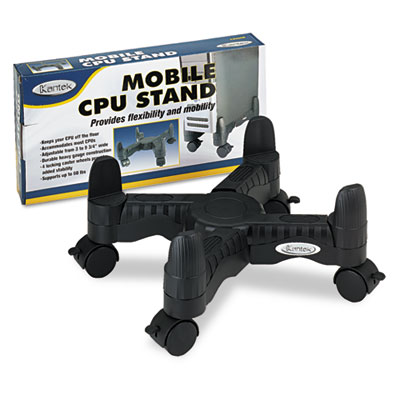 Kantek
MOBILE
CPU STAND
Provides flexibility and mobility
•Keeps your CPU off the floor
•Accommodates most CPUs
•Adjustable from 3 to 5 3/4" wide
•Durable heavy gauge construction
•4 locking caster wheels
added stability
•Supports up to 50 lbs
Kantek